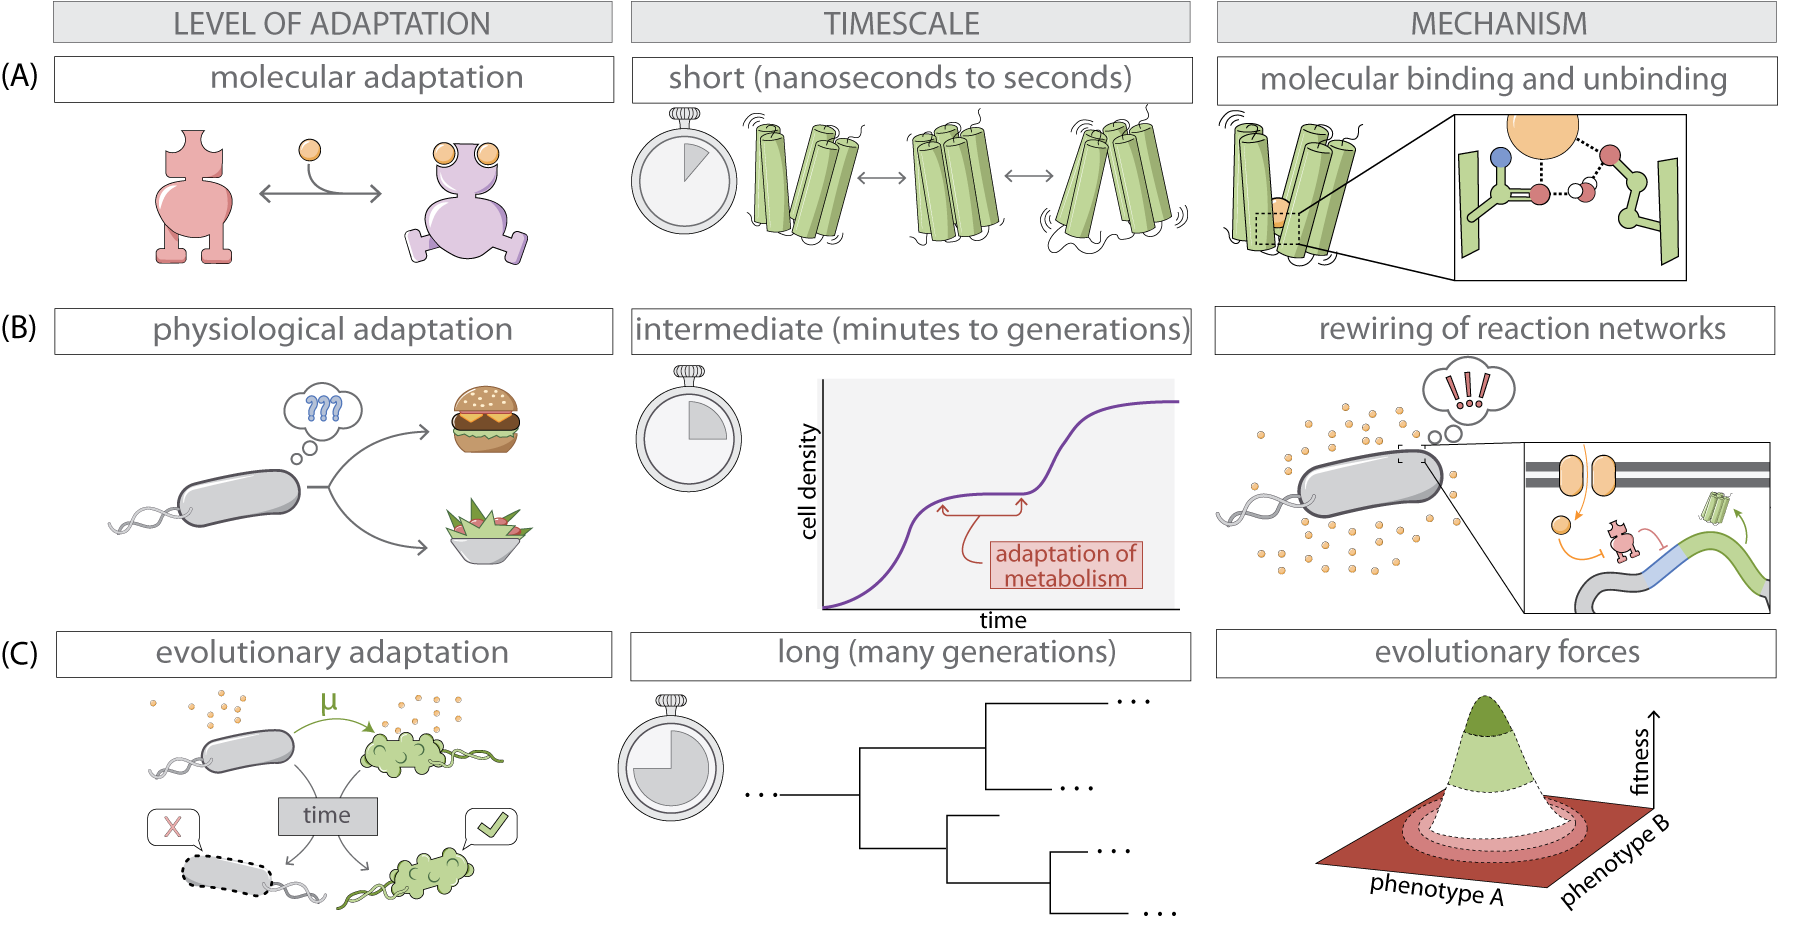 LEVEL OF ADAPTATION
TIMESCALE
MECHANISM
(A)
molecular adaptation
short (nanoseconds to seconds)
molecular binding and unbinding
(B)
physiological adaptation
intermediate (minutes to generations)
rewiring of reaction networks
???
!!!
cell density
adaptation of
metabolism
time
(C)
evolutionary adaptation
long (many generations)
evolutionary forces
μ
time
X
...
...
...
...
...
fitness
phenotype A
phenotype B